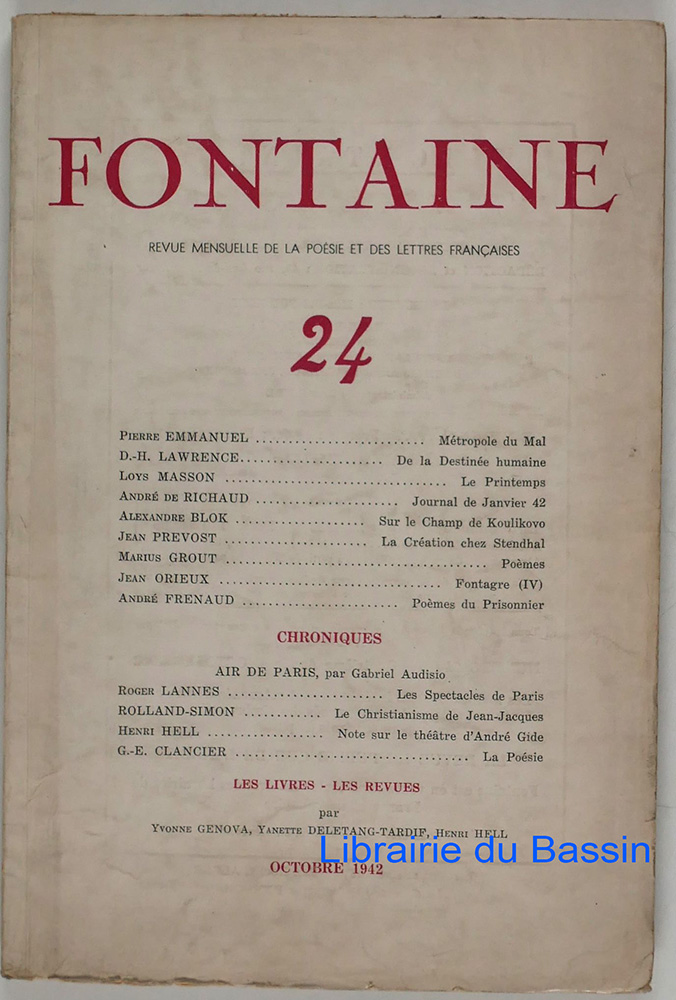 FONTAINE
REVUE MENSUELLE DE LA POÉSIE ET DES LETTRES FRANÇAISES
24
PIERRE EMMANUEL ........................ Métropole du Mal
D.-H. LAWRENCE..................... De la Destinée humaine
LOYS MASSON ................................. Le Printemps
ANDRÉ DE RICHAUD .................... Journal de Janvier 42
ALEXANDRE BLOK ................... Sur le Champ de Koulikovo
JEAN PREVOST ..................... La Création chez Stendhal
MARIUS GROUT ...................................... Poèmes
JEAN ORIEUX ................................ Fontagre (IV)
ANDRÉ FRENAUD ...................... Poèmes du Prisonnier
CHRONIQUES
AIR DE PARIS, par Gabriel Audisio
ROGER LANNES ...................... Les Spectacles de Paris
ROLLAND-SIMON ........... Le Christianisme de Jean-Jacques
HENRI HELL ................. Note sur le théâtre d'André Gide
G.-E. CLANCIER .................................. La Poésie
LES LIVRES - LES REVUES
par
YVONNE GENOVA, YANETTE DELETANG-TARDIF, HENRI HELL
Librairie du Bassin
OCTOBRE 1942